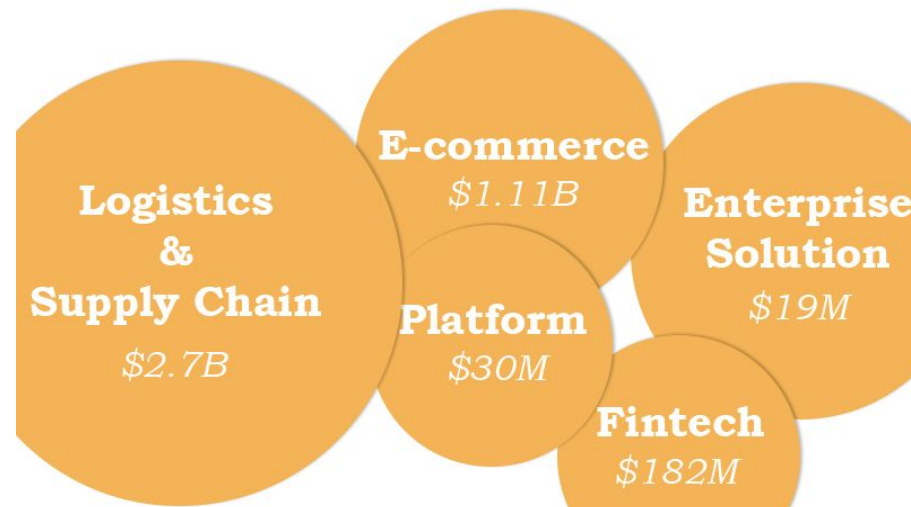 Logistics
&
Supply Chain
$2.7B
E-commerce
$1.11B
Platform
$30M
Enterprise
Solution
$19M
Fintech
$182M